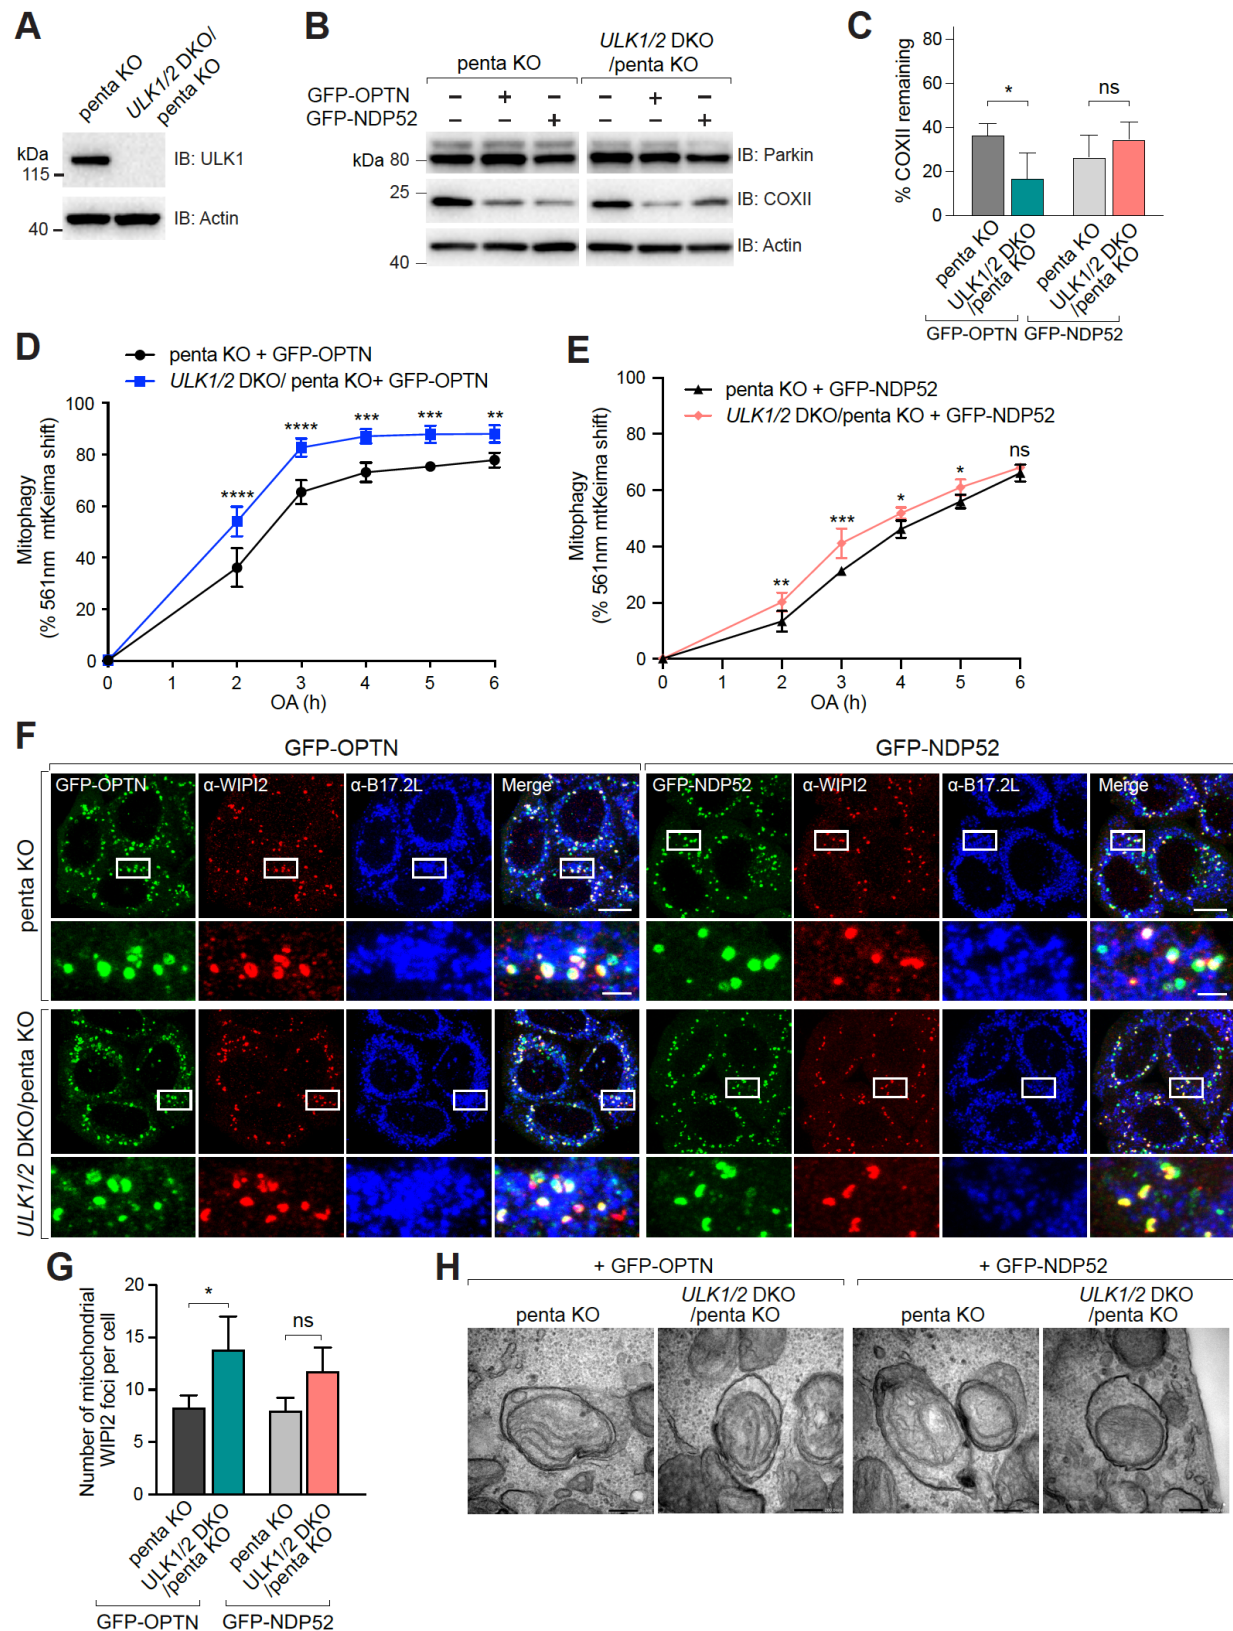 A
penta KO
ULK1/2 DKO/
penta KO
kDa
115
IB: ULK1
40
IB: Actin
B
penta KO
ULK1/2 DKO
/penta KO
GFP-OPTN − + − − + −
GFP-NDP52 − − + − − +
kDa 80
IB: Parkin
25
IB: COXII
IB: Actin
40
C
% COXII remaining
80
60
40
20
0
*
ns
penta KO
ULK1/2 DKO
/penta KO
penta KO
ULK1/2 DKO
/penta KO
GFP-OPTN GFP-NDP52
D
penta KO + GFP-OPTN
ULK1/2 DKO/ penta KO+ GFP-OPTN
Mitophagy
(% 561nm mtKeima shift)
100
80
60
40
20
0
**** **** *** *** **
0 1 2 3 4 5 6
OA (h)
E
penta KO + GFP-NDP52
ULK1/2 DKO/penta KO + GFP-NDP52
Mitophagy
(% 561nm mtKeima shift)
100
80
60
40
20
0
** *** * * ns
0 1 2 3 4 5 6
OA (h)
F
GFP-OPTN
GFP-NDP52
penta KO
GFP-OPTN α-WIPI2 α-B17.2L Merge GFP-NDP52 α-WIPI2 α-B17.2L Merge
ULK1/2 DKO/penta KO
G
Number of mitochondrial
WIPI2 foci per cell
20
15
10
5
0
*
ns
penta KO
ULK1/2 DKO
/penta KO
penta KO
ULK1/2 DKO
/penta KO
GFP-OPTN GFP-NDP52
H
+ GFP-OPTN
+ GFP-NDP52
penta KO
ULK1/2 DKO
/penta KO
penta KO
ULK1/2 DKO
/penta KO